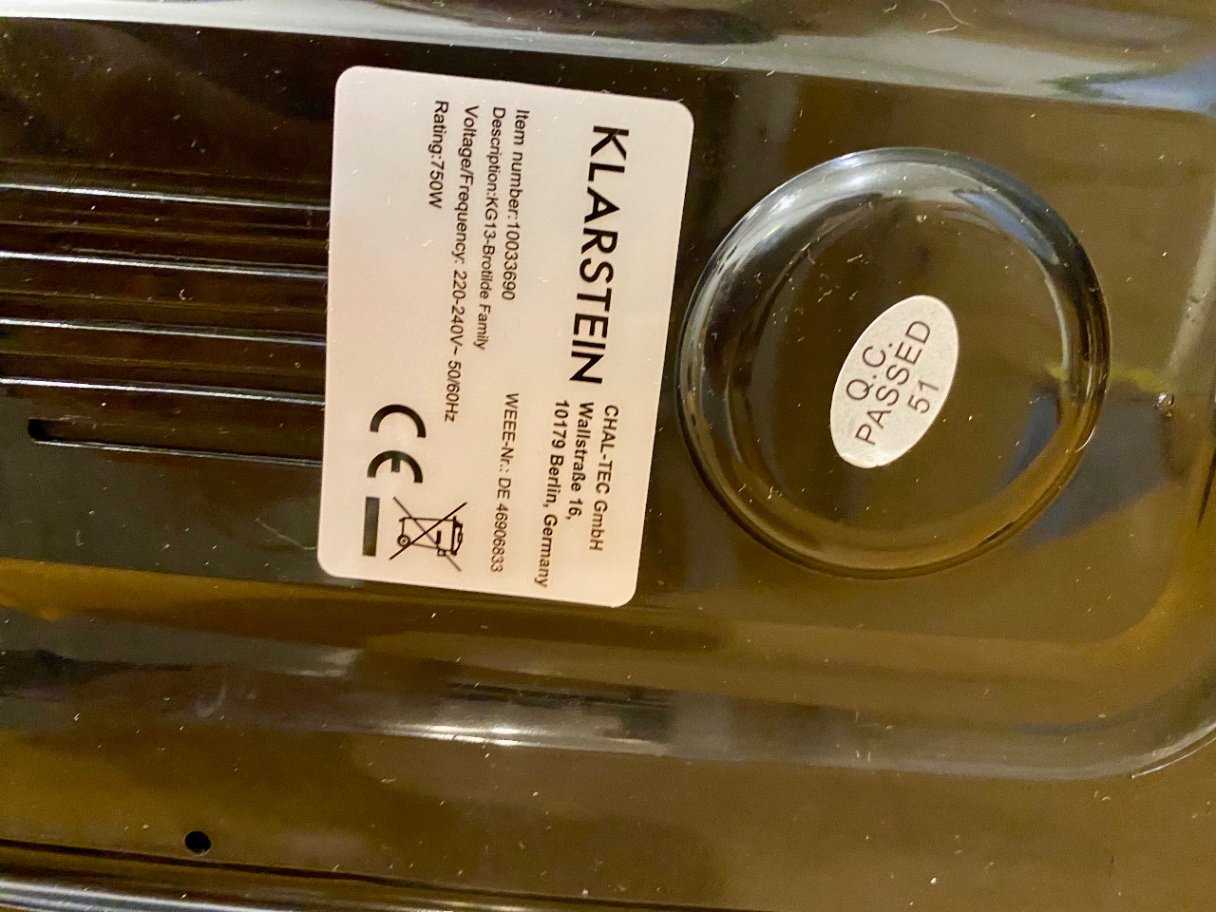 KLARSTEIN
CHAL-TEC GmbH
Wallstraße 16,
10179 Berlin, Germany
Item number:10033690
WEEE-Nr.: DE 46906833
Description:KG13-Brotilde Family
Voltage/Frequency: 220-240V~ 50/60Hz
Rating:750W
CE
Q.C.
PASSED
51